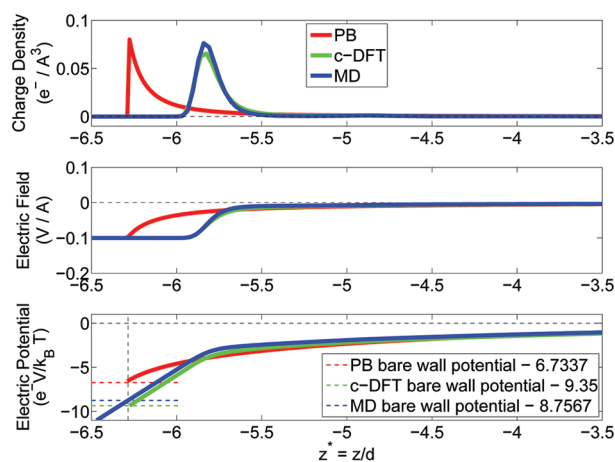 Charge Density
(e⁻ / A³)
0.1
0.05
0
PB
c-DFT
MD
−6.5 −6 −5.5 −5 −4.5 −4 −3.5
Electric Field
(V / A)
0.1
0
−0.1
−0.2
−6.5 −6 −5.5 −5 −4.5 −4 −3.5
Electric Potential
(e V/k_B T)
0
−5
−10
PB bare wall potential − 6.7337
c−DFT bare wall potential − 9.35
MD bare wall potential − 8.7567
−6.5 −6 −5.5 −5 −4.5 −4 −3.5
z* = z/d